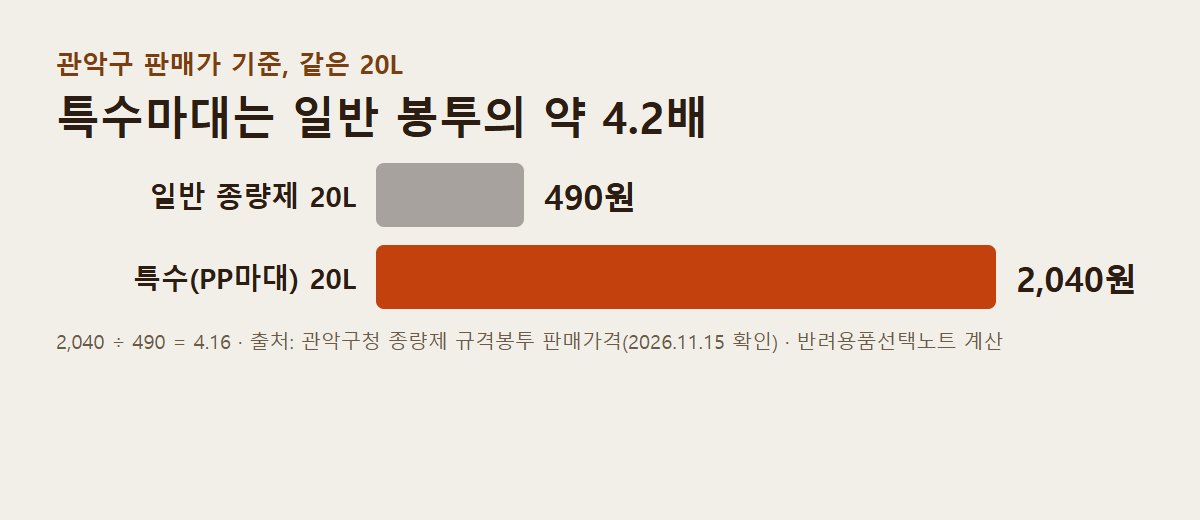 관악구 판매가 기준, 같은 20L
특수마대는 일반 봉투의 약 4.2배
일반 종량제 20L 490원
특수(PP마대) 20L 2,040원
2,040 ÷ 490 = 4.16 · 출처: 관악구청 종량제 규격봉투 판매가격(2026.11.15 확인) · 반려용품선택노트 계산